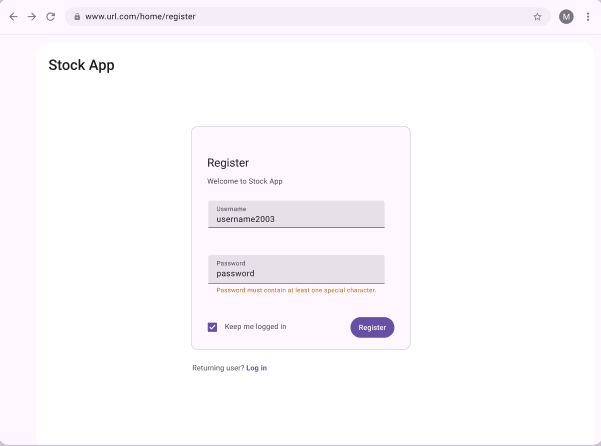 www.url.com/home/register
M
Stock App
Register
Welcome to Stock App
Username
username2003
Password
password
Password must contain at least one special character.
Keep me logged in
Register
Returning user? Log in